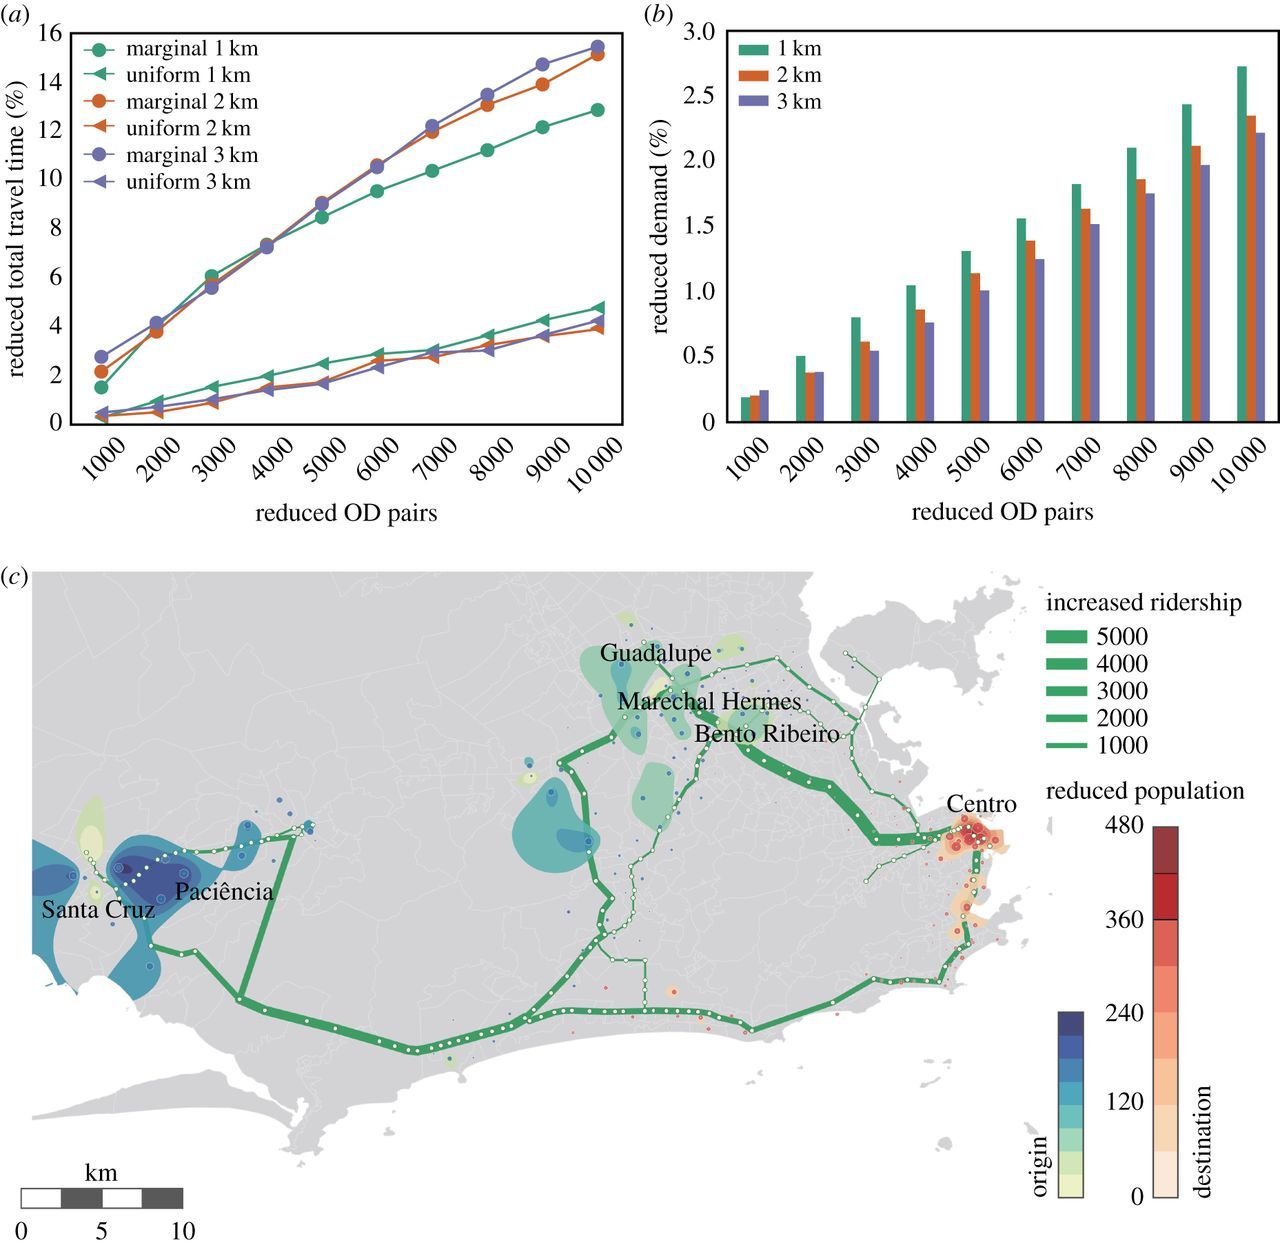 (a)
16
14
12
10
8
6
4
2
0
reduced total travel time (%)
marginal 1 km
uniform 1 km
marginal 2 km
uniform 2 km
marginal 3 km
uniform 3 km
1000
2000
3000
4000
5000
6000
7000
8000
9000
10 000
reduced OD pairs
(b)
3.0
2.5
2.0
1.5
1.0
0.5
0
reduced demand (%)
1 km
2 km
3 km
1000
2000
3000
4000
5000
6000
7000
8000
9000
10 000
reduced OD pairs
(c)
Guadalupe
Marechal Hermes
Bento Ribeiro
Centro
Paciência
Santa Cruz
increased ridership
5000
4000
3000
2000
1000
reduced population
480
360
240
120
0
origin
destination
km
0 5 10